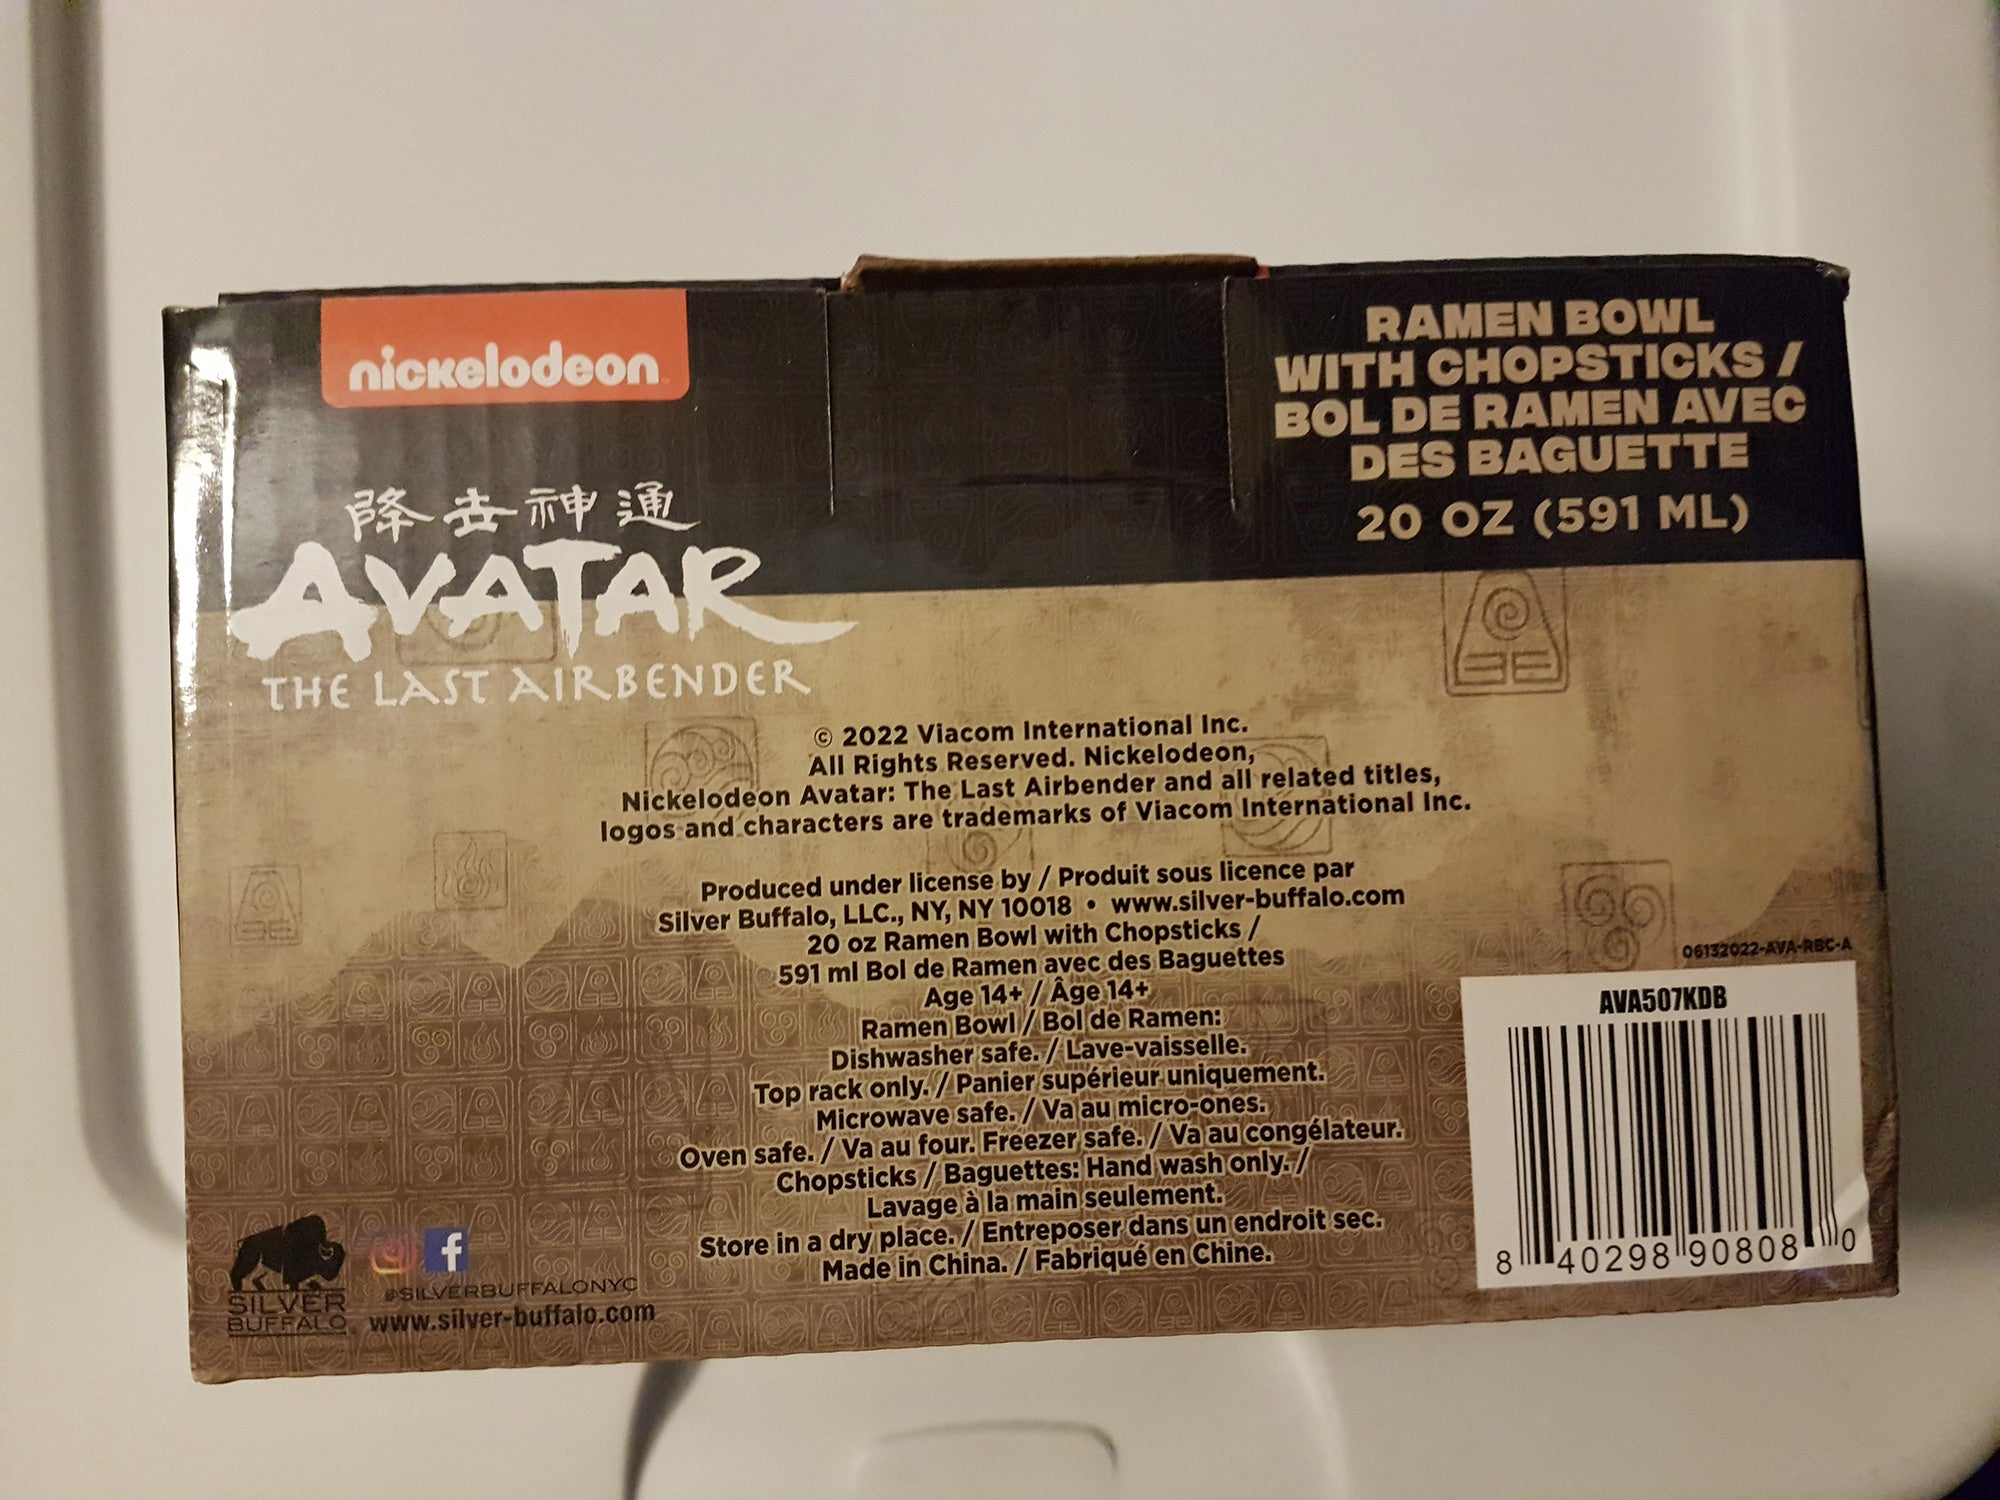 nickelodeon
RAMEN BOWL
WITH CHOPSTICKS /
BOL DE RAMEN AVEC
DES BAGUETTE
20 OZ (591 ML)
降去神通
AVATAR
THE LAST AIRBENDER
© 2022 Viacom International Inc.
All Rights Reserved. Nickelodeon,
Nickelodeon Avatar: The Last Airbender and all related titles,
logos and characters are trademarks of Viacom International Inc.
Produced under license by / Produit sous licence par
Silver Buffalo, LLC., NY, NY 10018 • www.silver-buffalo.com
20 oz Ramen Bowl with Chopsticks /
591 ml Bol de Ramen avec des Baguettes
Age 14+ / Âge 14+
Ramen Bowl / Bol de Ramen:
Dishwasher safe. / Lave-vaisselle.
Top rack only. / Panier supérieur uniquement.
Microwave safe. / Va au micro-ones.
Oven safe. / Va au four. Freezer safe. / Va au congélateur.
Chopsticks / Baguettes: Hand wash only. /
Lavage à la main seulement.
Store in a dry place. / Entreposer dans un endroit sec.
Made in China. / Fabriqué en Chine.
06132022-AVA-RBC-A
AVA507KDB
8 40298 90808 0
SILVER
BUFFALO
f
@SILVERBUFFALONYC
www.silver-buffalo.com